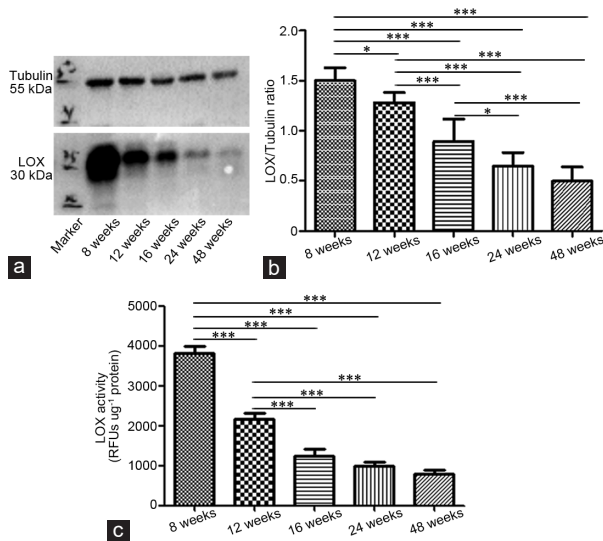 Tubulin
55 kDa
LOX
30 kDa
Marker
8 weeks
12 weeks
16 weeks
24 weeks
48 weeks
a
***
***
***
*
***
***
***
***
*
LOX/Tubulin ratio
2.0
1.5
1.0
0.5
0
8 weeks
12 weeks
16 weeks
24 weeks
48 weeks
b
***
***
***
***
***
***
***
LOX activity
(RFUs ug⁻¹ protein)
5000
4000
3000
2000
1000
0
8 weeks
12 weeks
16 weeks
24 weeks
48 weeks
c